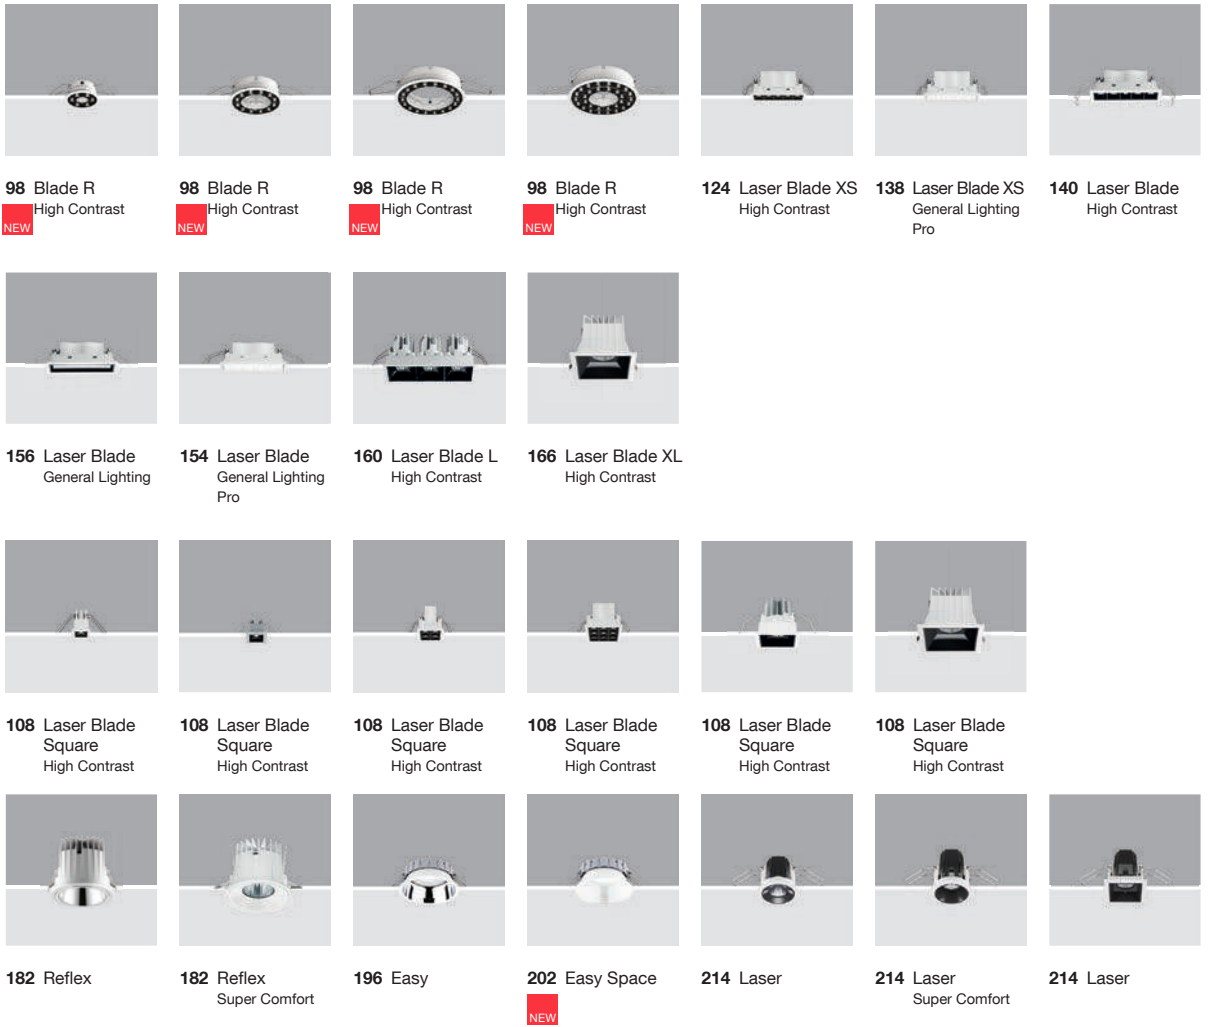 98 Blade R
High Contrast
NEW
98 Blade R
High Contrast
NEW
98 Blade R
High Contrast
NEW
98 Blade R
High Contrast
NEW
124 Laser Blade XS
High Contrast
138 Laser Blade XS
General Lighting
Pro
140 Laser Blade
High Contrast
156 Laser Blade
General Lighting
154 Laser Blade
General Lighting
Pro
160 Laser Blade L
High Contrast
166 Laser Blade XL
High Contrast
108 Laser Blade
Square
High Contrast
108 Laser Blade
Square
High Contrast
108 Laser Blade
Square
High Contrast
108 Laser Blade
Square
High Contrast
108 Laser Blade
Square
High Contrast
108 Laser Blade
Square
High Contrast
182 Reflex
182 Reflex
Super Comfort
196 Easy
202 Easy Space
NEW
214 Laser
214 Laser
Super Comfort
214 Laser